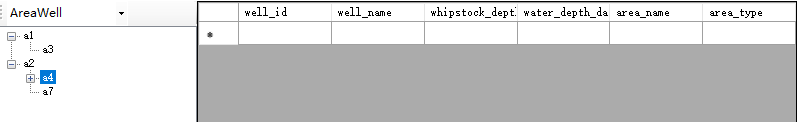 AreaWell
well_id well_name whipstock_dept water_depth_da area_name area_type
a1
a3
a2
a4
a7